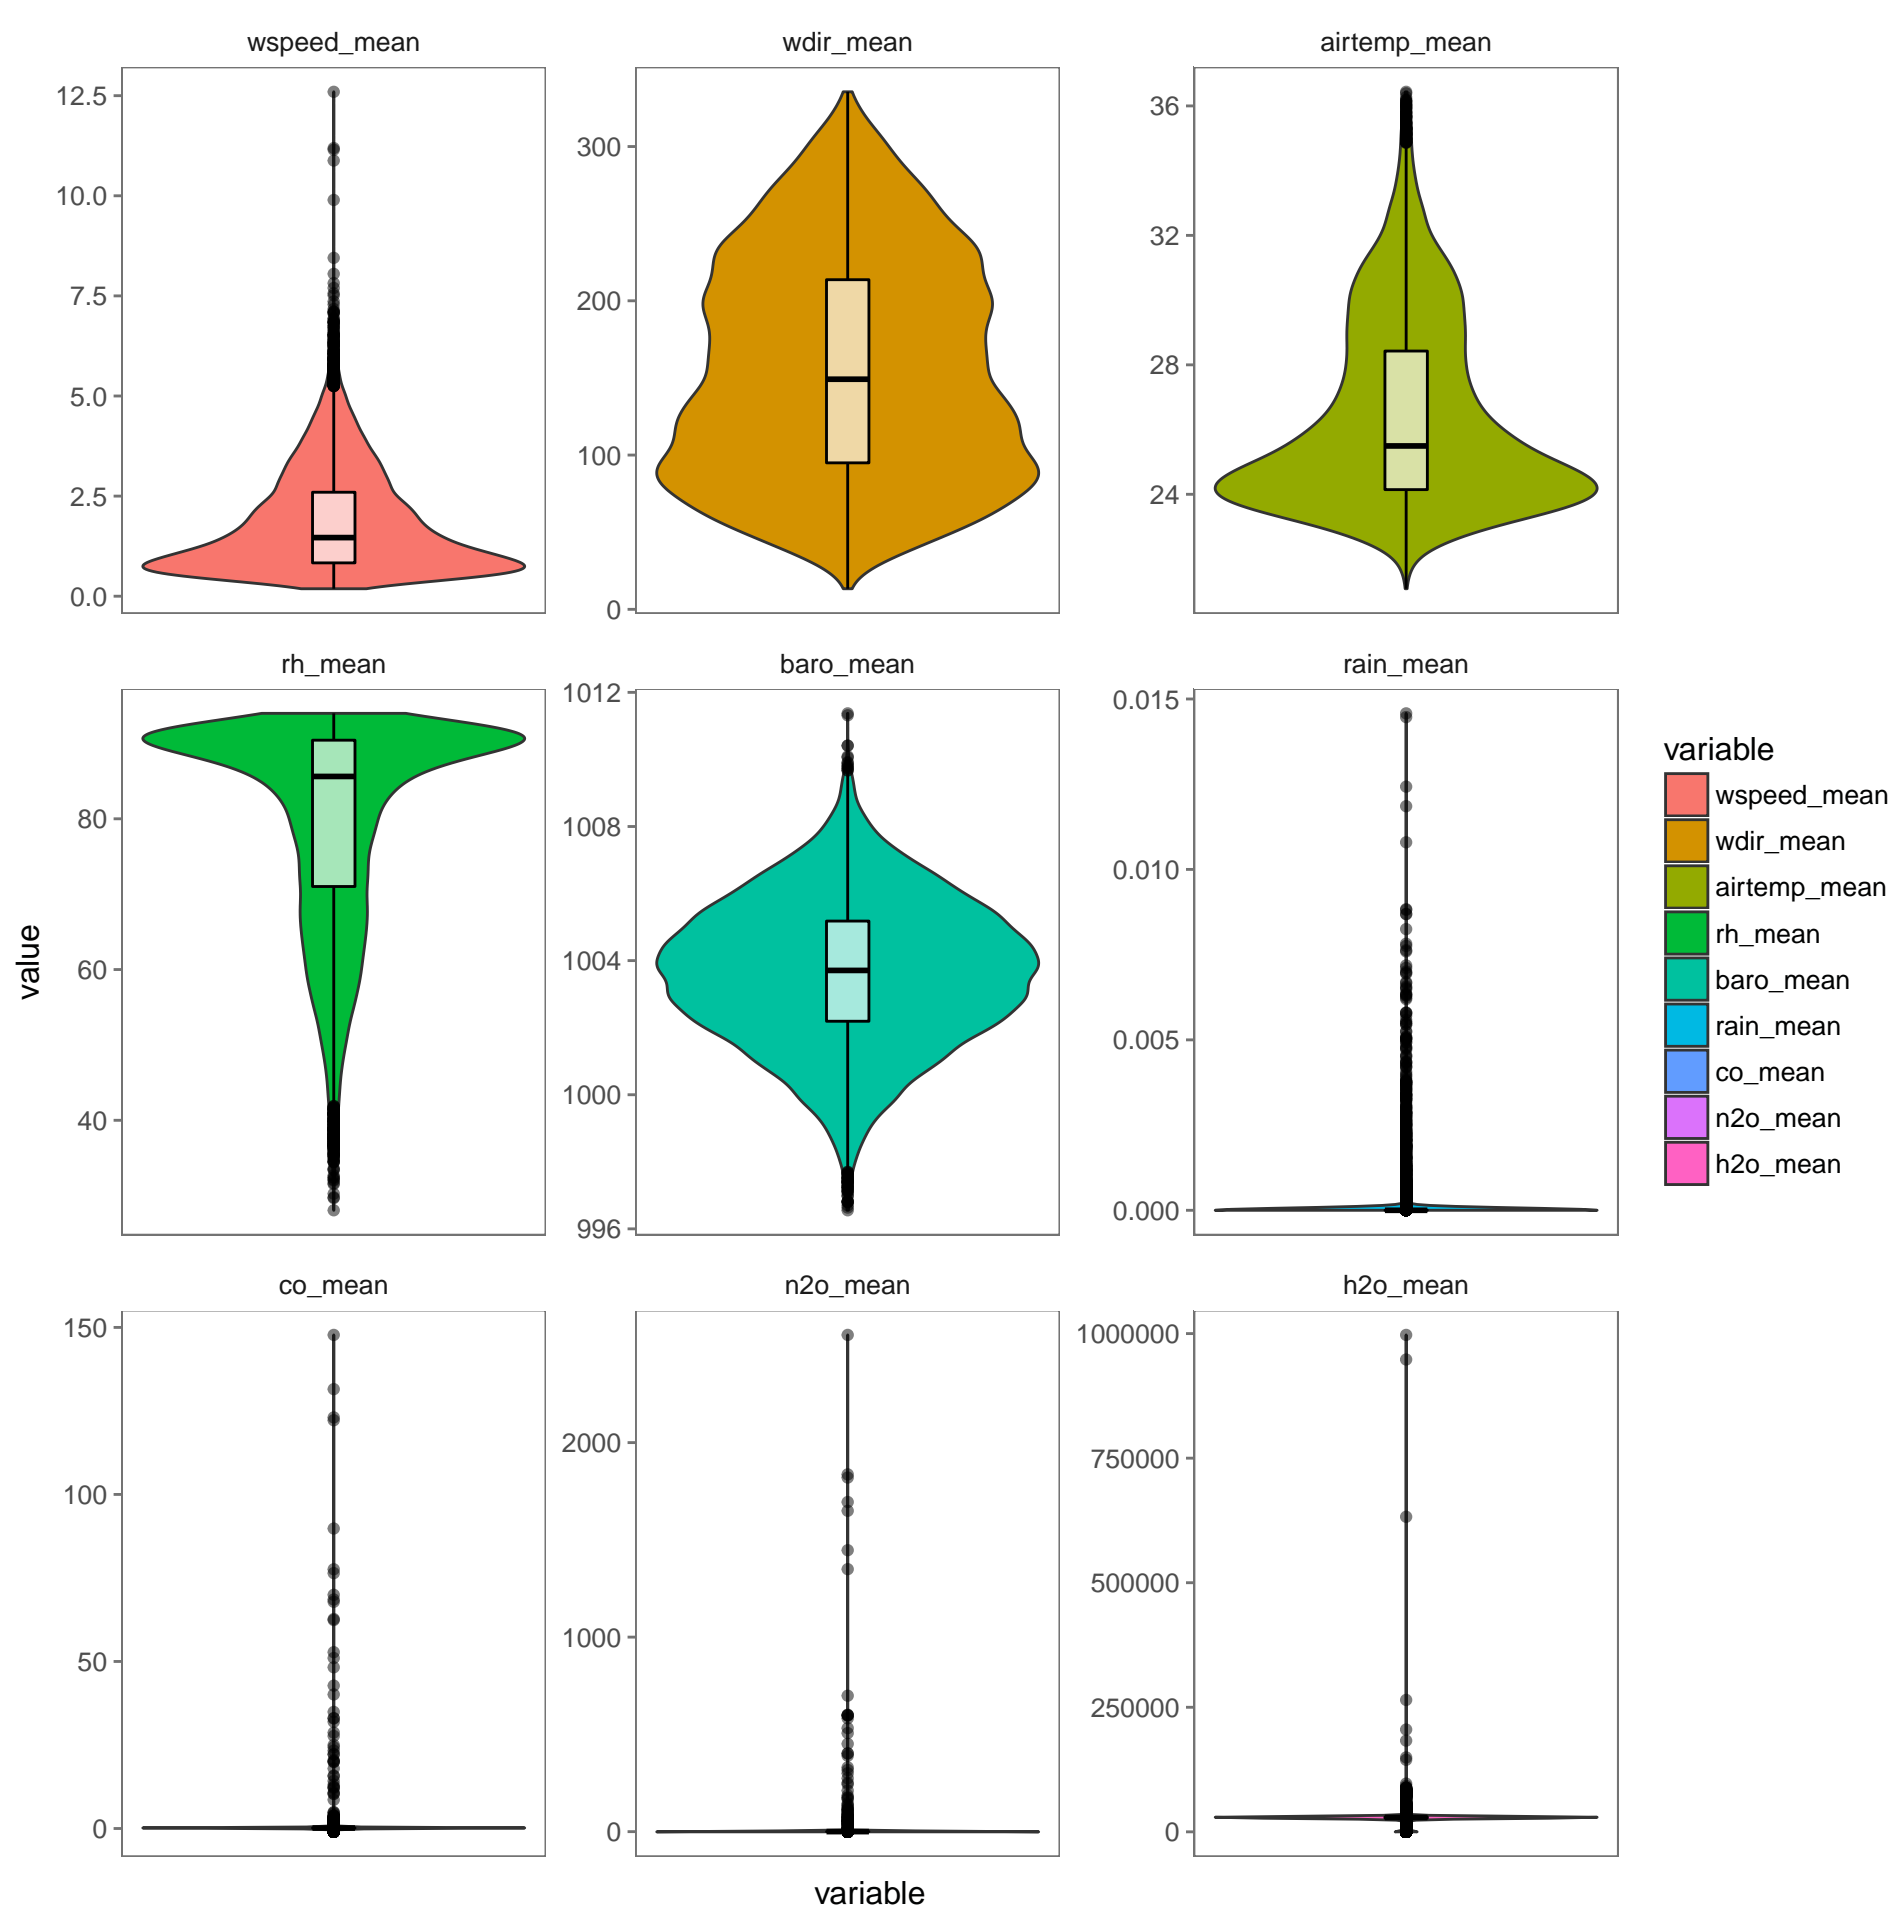 wspeed_mean
wdir_mean
airtemp_mean
12.5
10.0
7.5
5.0
2.5
0.0
300
200
100
0
36
32
28
24
rh_mean
baro_mean
rain_mean
80
60
40
1012
1008
1004
1000
996
0.015
0.010
0.005
0.000
co_mean
n2o_mean
h2o_mean
150
100
50
0
2000
1000
0
1000000
750000
500000
250000
0
value
variable
variable
wspeed_mean
wdir_mean
airtemp_mean
rh_mean
baro_mean
rain_mean
co_mean
n2o_mean
h2o_mean